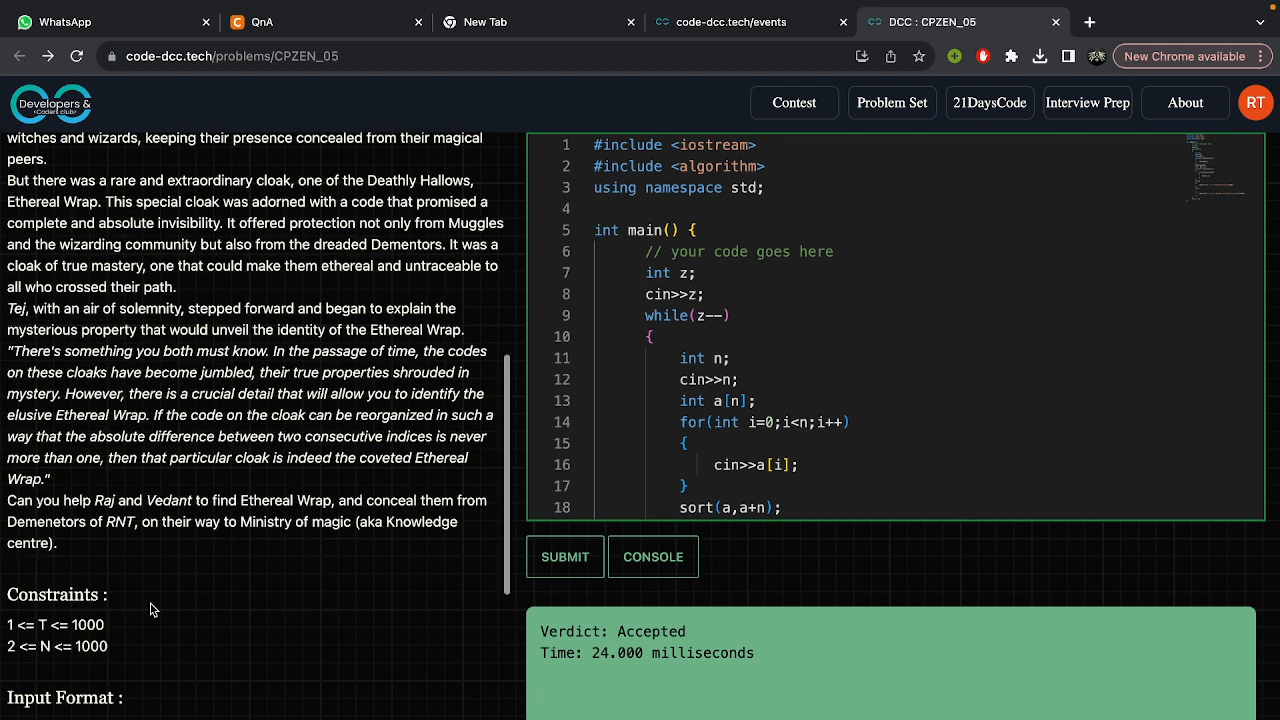 WhatsApp
QnA
New Tab
code-dcc.tech/events
DCC : CPZEN_05
code-dcc.tech/problems/CPZEN_05
New Chrome available
Developers &
Coder's club
Contest
Problem Set
21DaysCode
Interview Prep
About
RT
witches and wizards, keeping their presence concealed from their magical
peers.
But there was a rare and extraordinary cloak, one of the Deathly Hallows,
Ethereal Wrap. This special cloak was adorned with a code that promised a
complete and absolute invisibility. It offered protection not only from Muggles
and the wizarding community but also from the dreaded Dementors. It was a
cloak of true mastery, one that could make them ethereal and untraceable to
all who crossed their path.
Tej, with an air of solemnity, stepped forward and began to explain the
mysterious property that would unveil the identity of the Ethereal Wrap.
"There's something you both must know. In the passage of time, the codes
on these cloaks have become jumbled, their true properties shrouded in
mystery. However, there is a crucial detail that will allow you to identify the
elusive Ethereal Wrap. If the code on the cloak can be reorganized in such a
way that the absolute difference between two consecutive indices is never
more than one, then that particular cloak is indeed the coveted Ethereal
Wrap."
Can you help Raj and Vedant to find Ethereal Wrap, and conceal them from
Demenetors of RNT, on their way to Ministry of magic (aka Knowledge
centre).
Constraints :
1 <= T <= 1000
2 <= N <= 1000
Input Format :
1 #include <iostream>
2 #include <algorithm>
3 using namespace std;
4
5 int main() {
6 // your code goes here
7 int z;
8 cin>>z;
9 while(z--)
10 {
11 int n;
12 cin>>n;
13 int a[n];
14 for(int i=0;i<n;i++)
15 {
16 cin>>a[i];
17 }
18 sort(a,a+n);
SUBMIT
CONSOLE
Verdict: Accepted
Time: 24.000 milliseconds